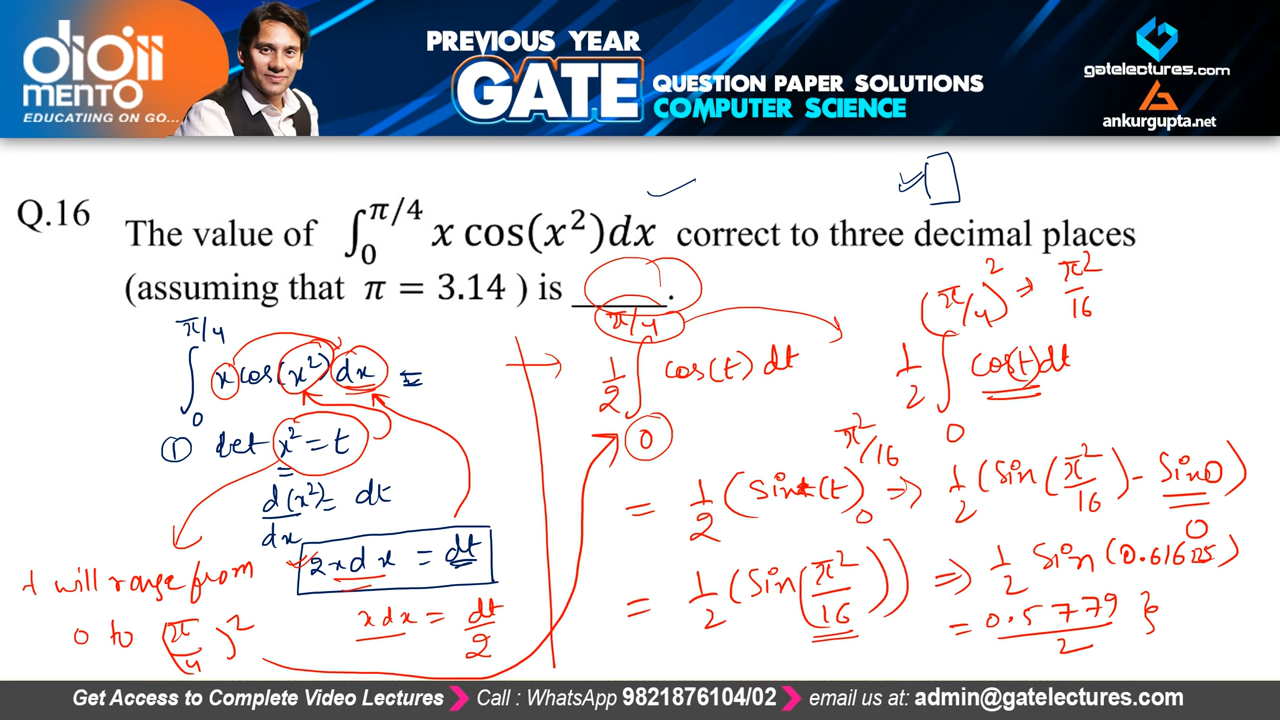 digii
MENTO
EDUCATIING ON GO...
PREVIOUS YEAR
GATE
QUESTION PAPER SOLUTIONS
COMPUTER SCIENCE
gatelectures.com
ankurgupta.net
Q.16
The value of ∫₀^{π/4} x cos(x²)dx correct to three decimal places
(assuming that π = 3.14 ) is ______.
∫₀^{π/4} x cos(x²) dx =
① Let x² = t
d(x²)/dx = dt
2x dx = dt
x dx = dt/2
t will range from
0 to (π/4)²
→ 1/2 ∫₀^{π/4} cos(t) dt
1/2 ∫₀^{(π/4)² → π²/16} cos(t) dt
= 1/2 (sin(t))₀^{π²/16} ⇒ 1/2 (sin(π²/16) - sin0)
0
= 1/2 (sin(π²/16)) ⇒ 1/2 sin(0.61625)
= 0.5779/2
Get Access to Complete Video Lectures
Call : WhatsApp 9821876104/02
email us at: admin@gatelectures.com